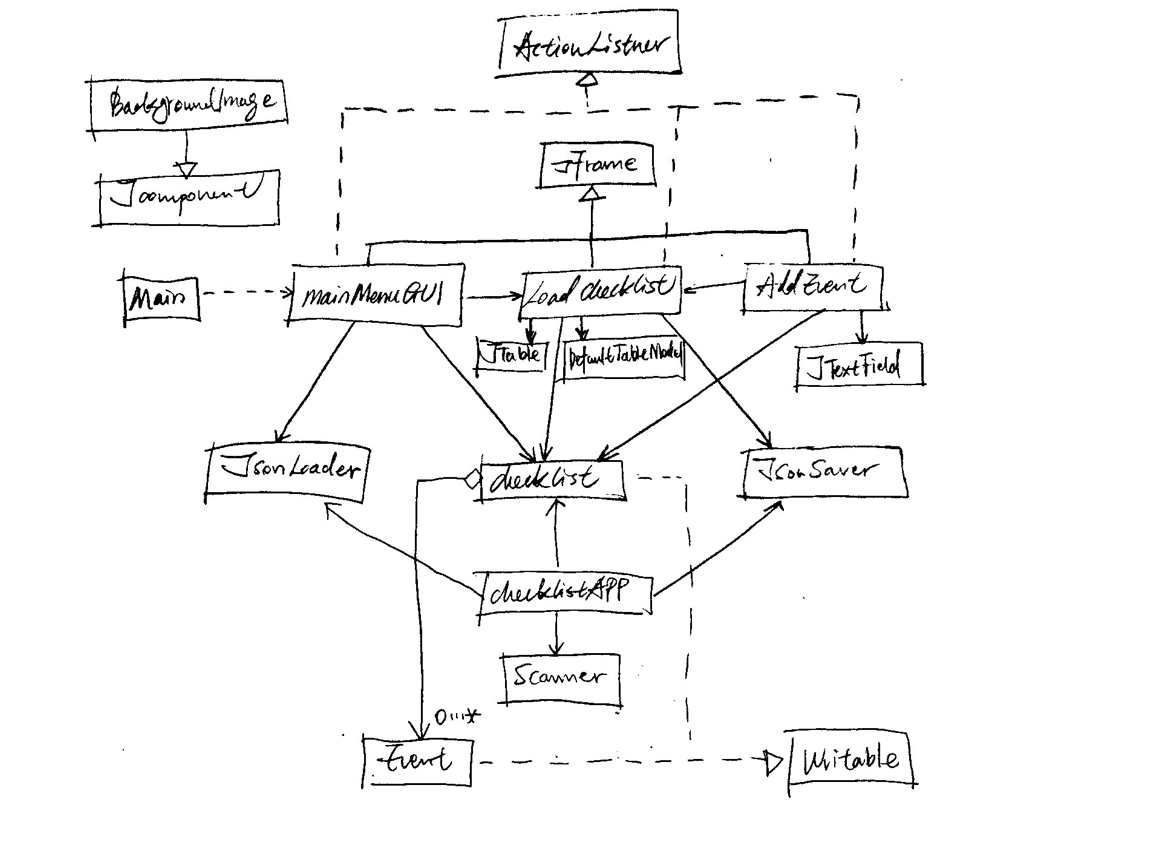 ActionListner
BackgroundImage
JFrame
Jcomponent
Main
mainMenuGUI
Load checklist
AddEvent
JTable
DefaultTableModel
JTextField
JsonLoader
checklist
JsonSaver
checklistAPP
Scanner
0...*
Event
Writable